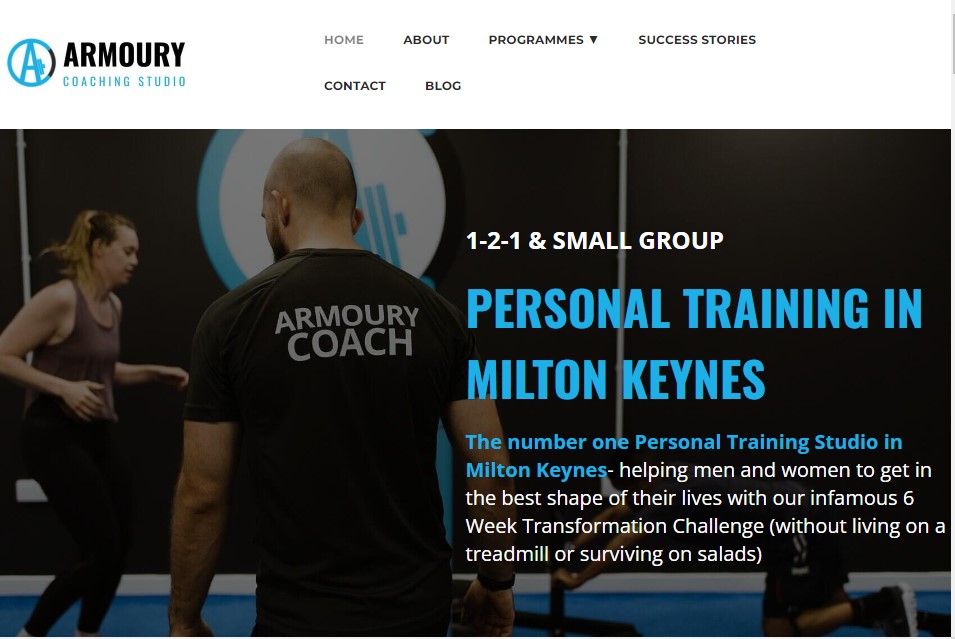 ARMOURY
COACHING STUDIO
HOME ABOUT PROGRAMMES ▼ SUCCESS STORIES
CONTACT BLOG
ARMOURY
COACH
1-2-1 & SMALL GROUP
PERSONAL TRAINING IN
MILTON KEYNES
The number one Personal Training Studio in
Milton Keynes- helping men and women to get in
the best shape of their lives with our infamous 6
Week Transformation Challenge (without living on a
treadmill or surviving on salads)